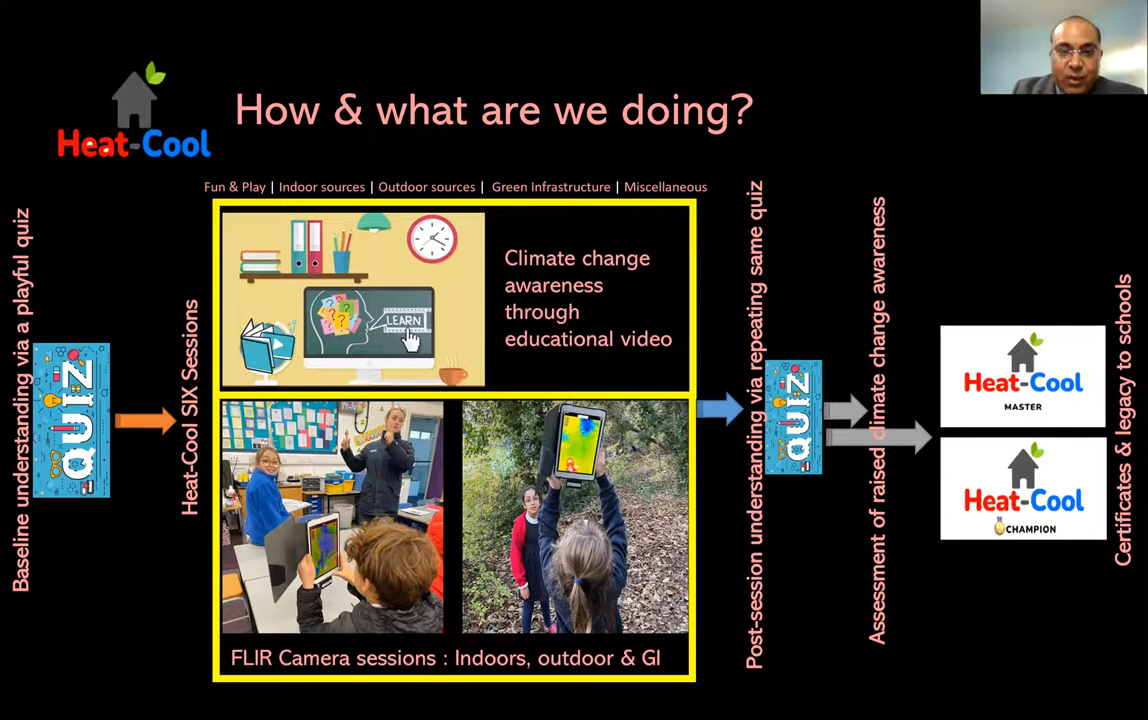 How & what are we doing?
Heat-Cool
Fun & Play | Indoor sources | Outdoor sources | Green Infrastructure | Miscellaneous
Baseline understanding via a playful quiz
QUIZ
Heat-Cool SIX Sessions
LEARN
Climate change
awareness
through
educational video
FLIR Camera sessions : Indoors, outdoor & GI
Post-session understanding via repeating same quiz
QUIZ
Assessment of raised climate change awareness
Heat-Cool
MASTER
Heat-Cool
CHAMPION
Certificates & legacy to schools